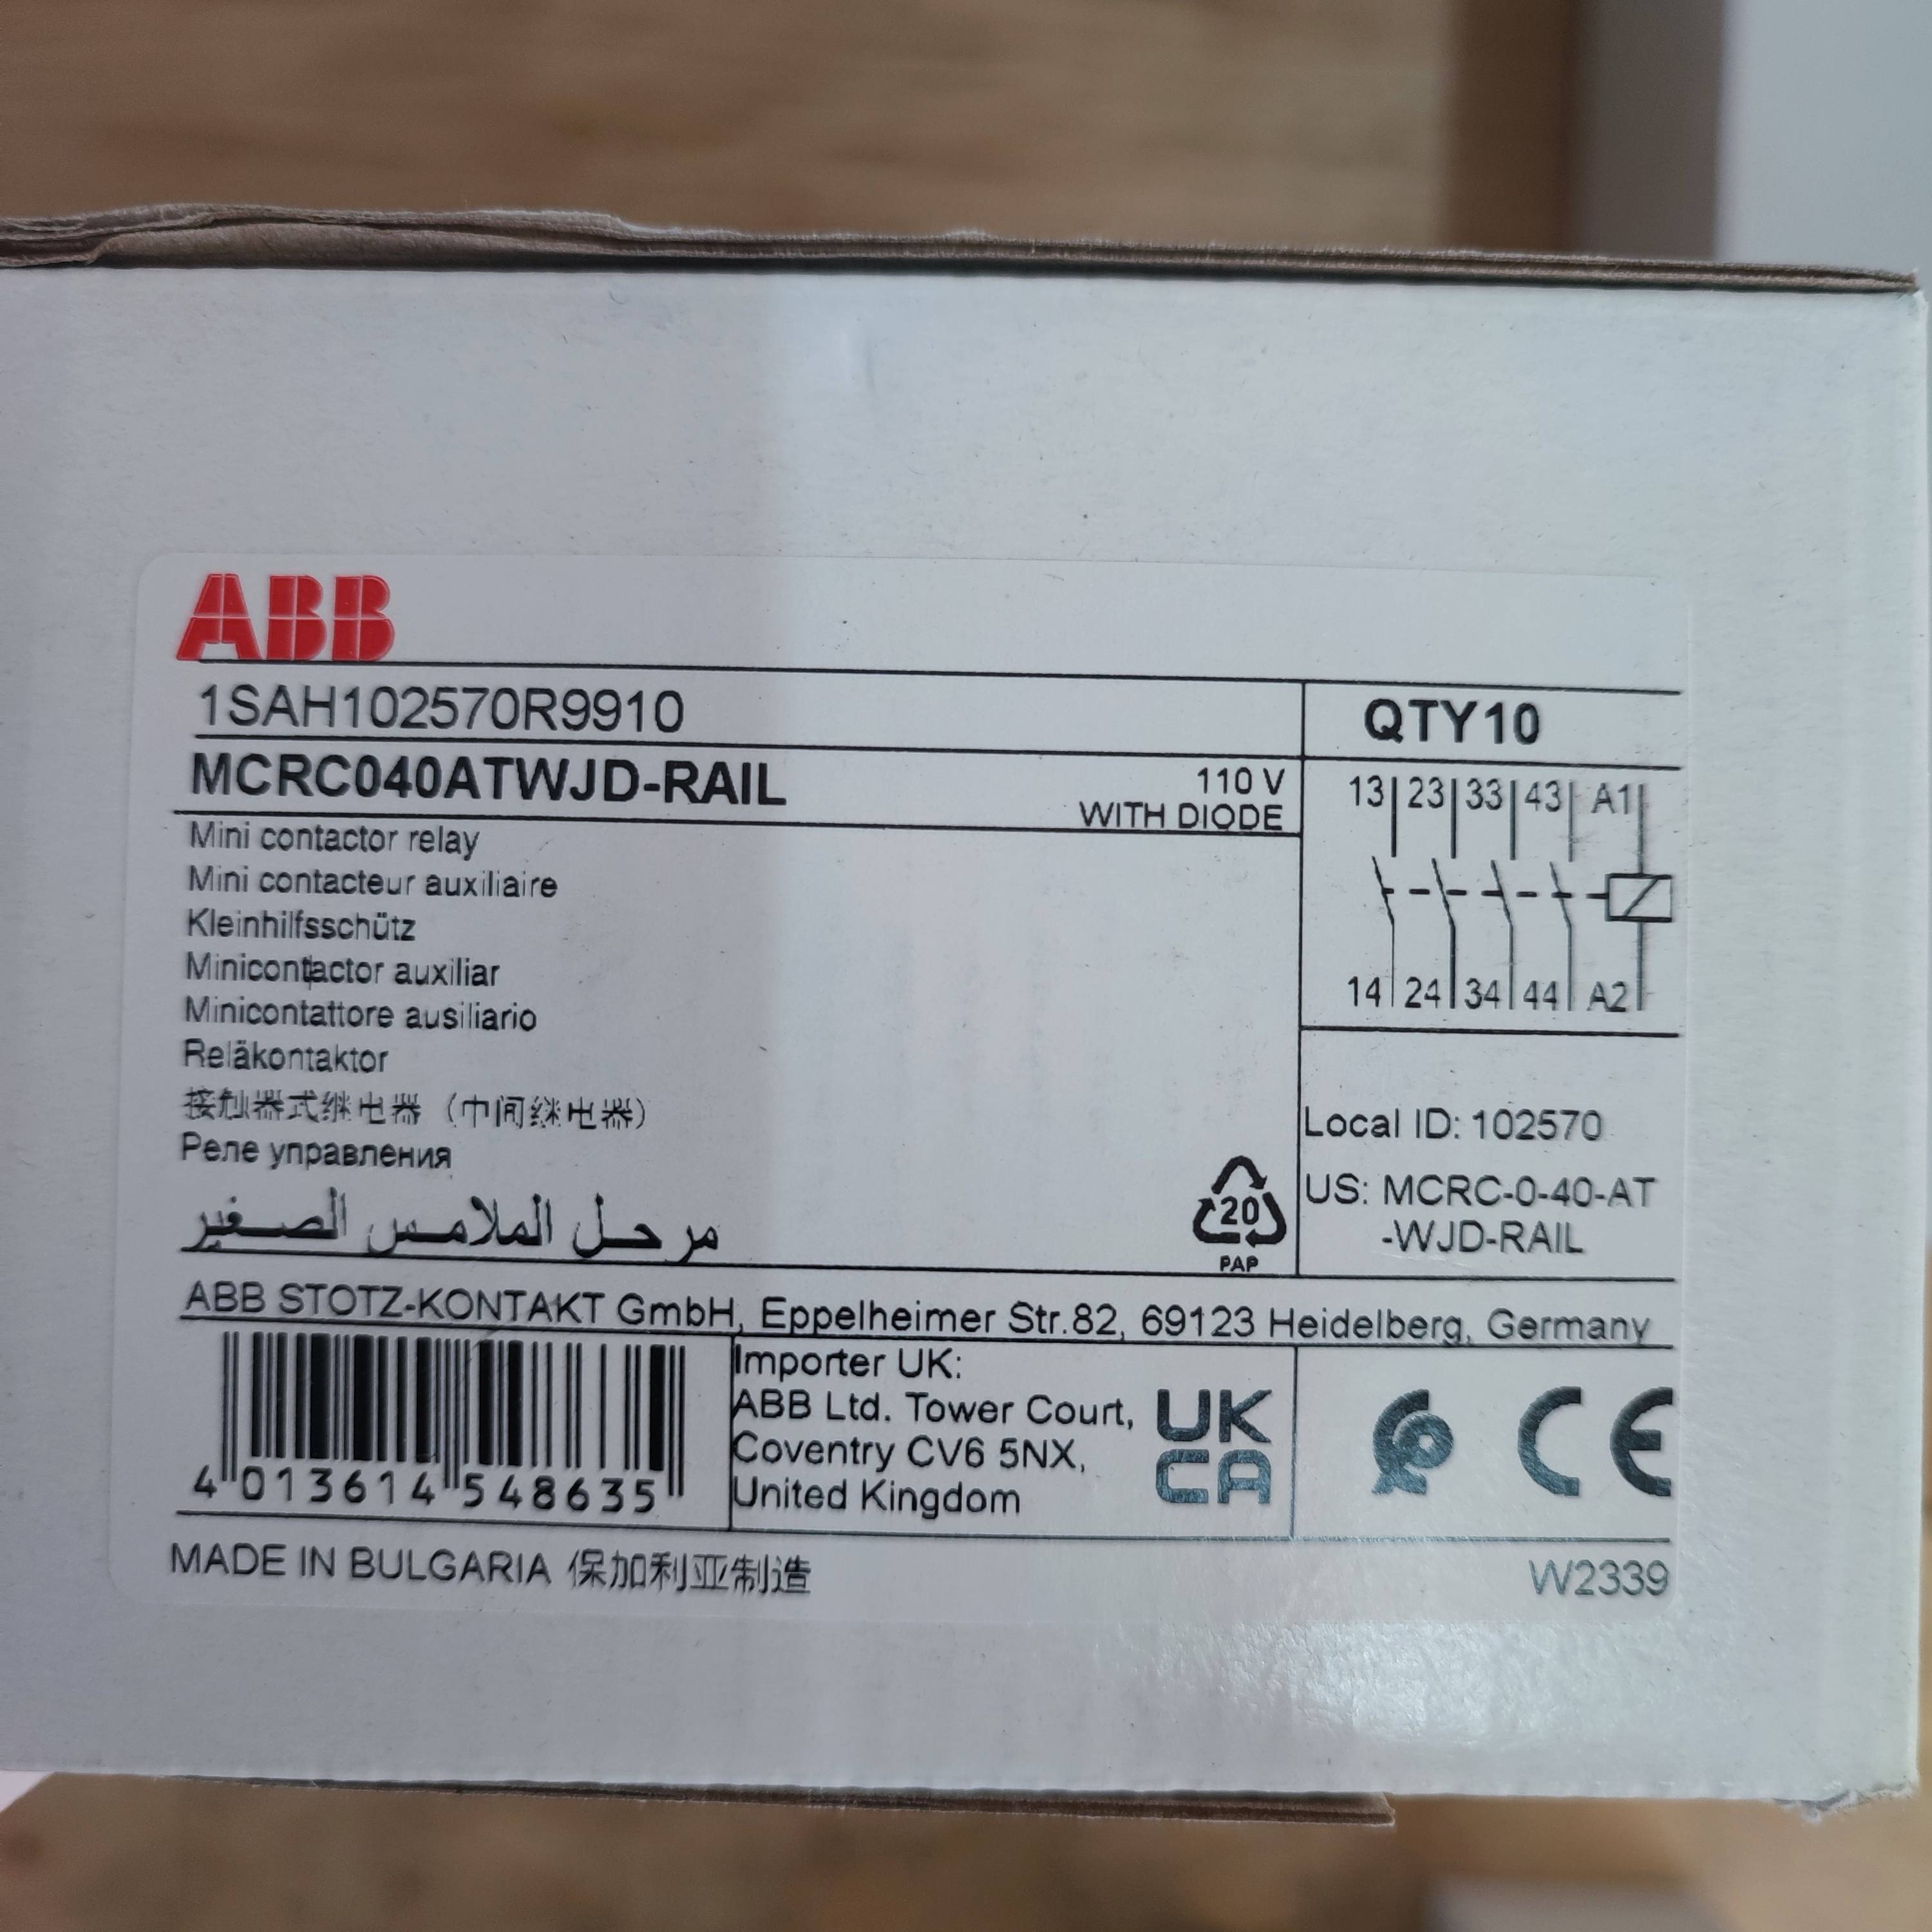 ABB
1SAH102570R9910
QTY10
MCRC040ATWJD-RAIL
110 V
WITH DIODE
13 23 33 43 A1
14 24 34 44 A2
Mini contactor relay
Mini contacteur auxiliaire
Kleinhilfsschütz
Minicontactor auxiliar
Minicontattore ausiliario
Reläkontaktor
接触器式继电器（中间继电器）
Реле управления
مرحل الملامس الصغير
20
PAP
Local ID: 102570
US: MCRC-0-40-AT
-WJD-RAIL
ABB STOTZ-KONTAKT GmbH, Eppelheimer Str.82, 69123 Heidelberg, Germany
4 013614 548635
Importer UK:
ABB Ltd. Tower Court,
Coventry CV6 5NX,
United Kingdom
UK
CA
CE
MADE IN BULGARIA 保加利亚制造
W2339